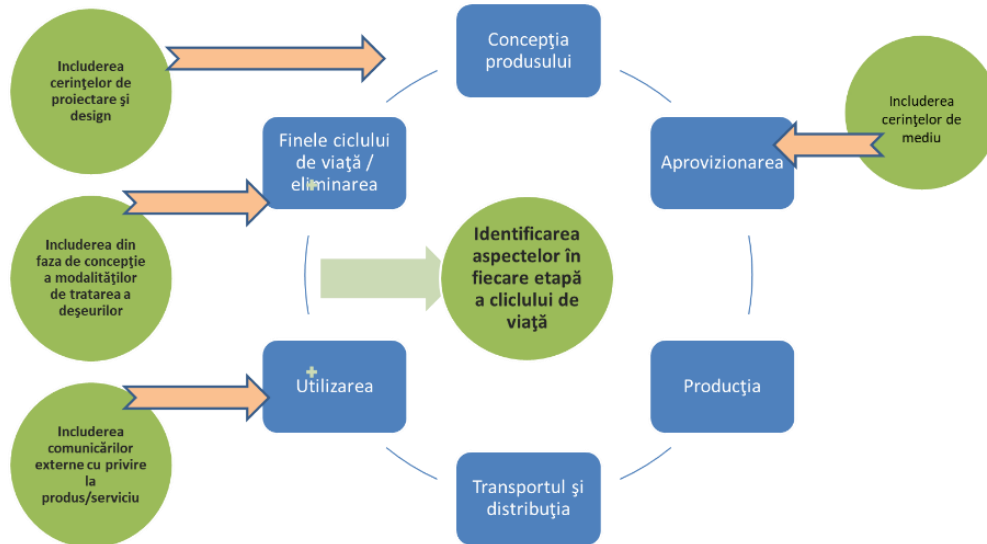 Includerea
cerinţelor de
proiectare şi
design
Concepţia
produsului
Includerea
cerinţelor de
mediu
Finele ciclului
de viaţă /
eliminarea
Aprovizionarea
Includerea din
faza de concepţie
a modalităţilor
de tratarea a
deşeurilor
Identificarea
aspectelor în
fiecare etapă
a cliclului de
viaţă
Utilizarea
Producţia
Includerea
comunicărilor
externe cu privire
la
produs/serviciu
Transportul şi
distribuţia